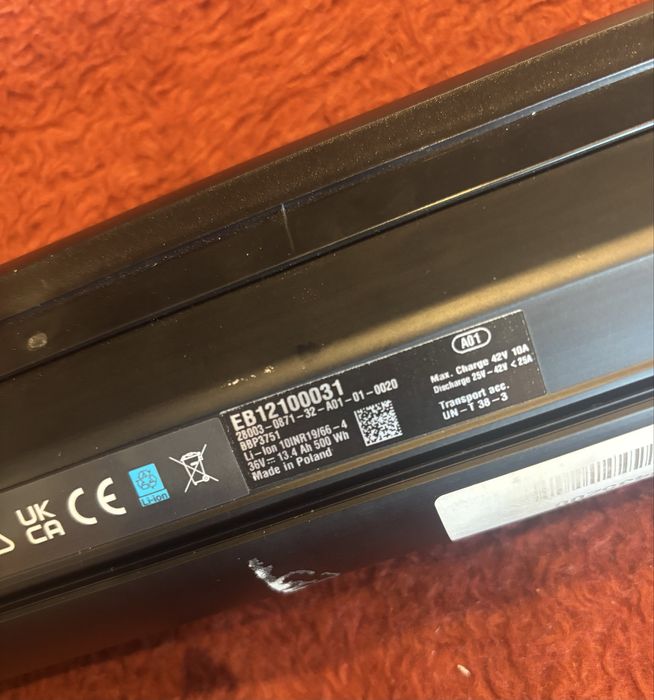 EB12100031
28003-0871-32-A01-01-0020
BBP3751
Li-Ion 10INR19/66-4
36V 13.4 Ah 500 Wh
Made in Poland
A01
Max. Charge 42V 10A
Discharge 25V-42V <25A
Transport acc.
UN-T 38-3
UK
CA
CE
Li-ion